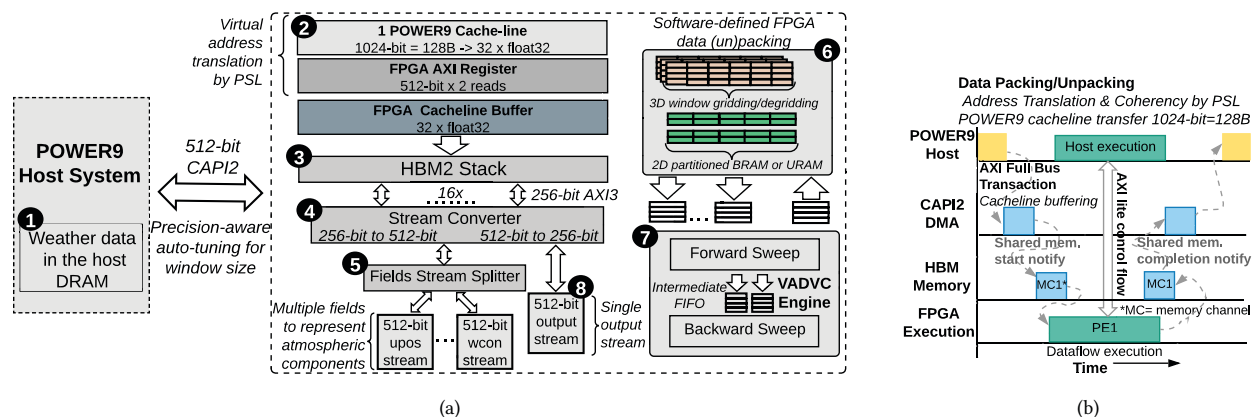 POWER9
Host System
1
Weather data
in the host
DRAM
512-bit
CAPI2
Precision-aware
auto-tuning for
window size
Virtual
address
translation
by PSL
2
1 POWER9 Cache-line
1024-bit = 128B -> 32 x float32
FPGA AXI Register
512-bit x 2 reads
FPGA Cacheline Buffer
32 x float32
3
HBM2 Stack
16x
256-bit AXI3
4
Stream Converter
256-bit to 512-bit
512-bit to 256-bit
5
Fields Stream Splitter
Multiple fields
to represent
atmospheric
components
512-bit
upos
stream
512-bit
wcon
stream
8
512-bit
output
stream
Single
output
stream
Software-defined FPGA
data (un)packing
6
3D window gridding/degridding
2D partitioned BRAM or URAM
7
Forward Sweep
Intermediate
FIFO
VADVC
Engine
Backward Sweep
(a)
Data Packing/Unpacking
Address Translation & Coherency by PSL
POWER9 cacheline transfer 1024-bit=128B
POWER9
Host
Host execution
AXI Full Bus
Transaction
Cacheline buffering
AXI lite conrol flow
CAPI2
DMA
Shared mem.
start notify
Shared mem.
completion notify
HBM
Memory
MC1*
MC1
*MC= memory channel
FPGA
Execution
PE1
Dataflow execution
Time
(b)